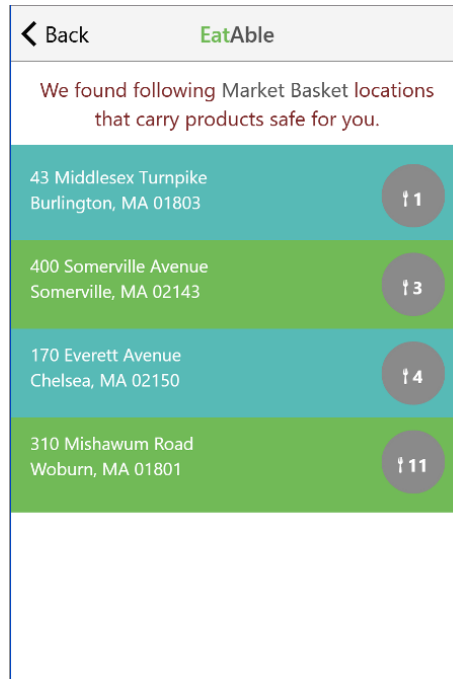 Back
EatAble
We found following Market Basket locations
that carry products safe for you.
43 Middlesex Turnpike
Burlington, MA 01803
1
400 Somerville Avenue
Somerville, MA 02143
3
170 Everett Avenue
Chelsea, MA 02150
4
310 Mishawum Road
Woburn, MA 01801
11